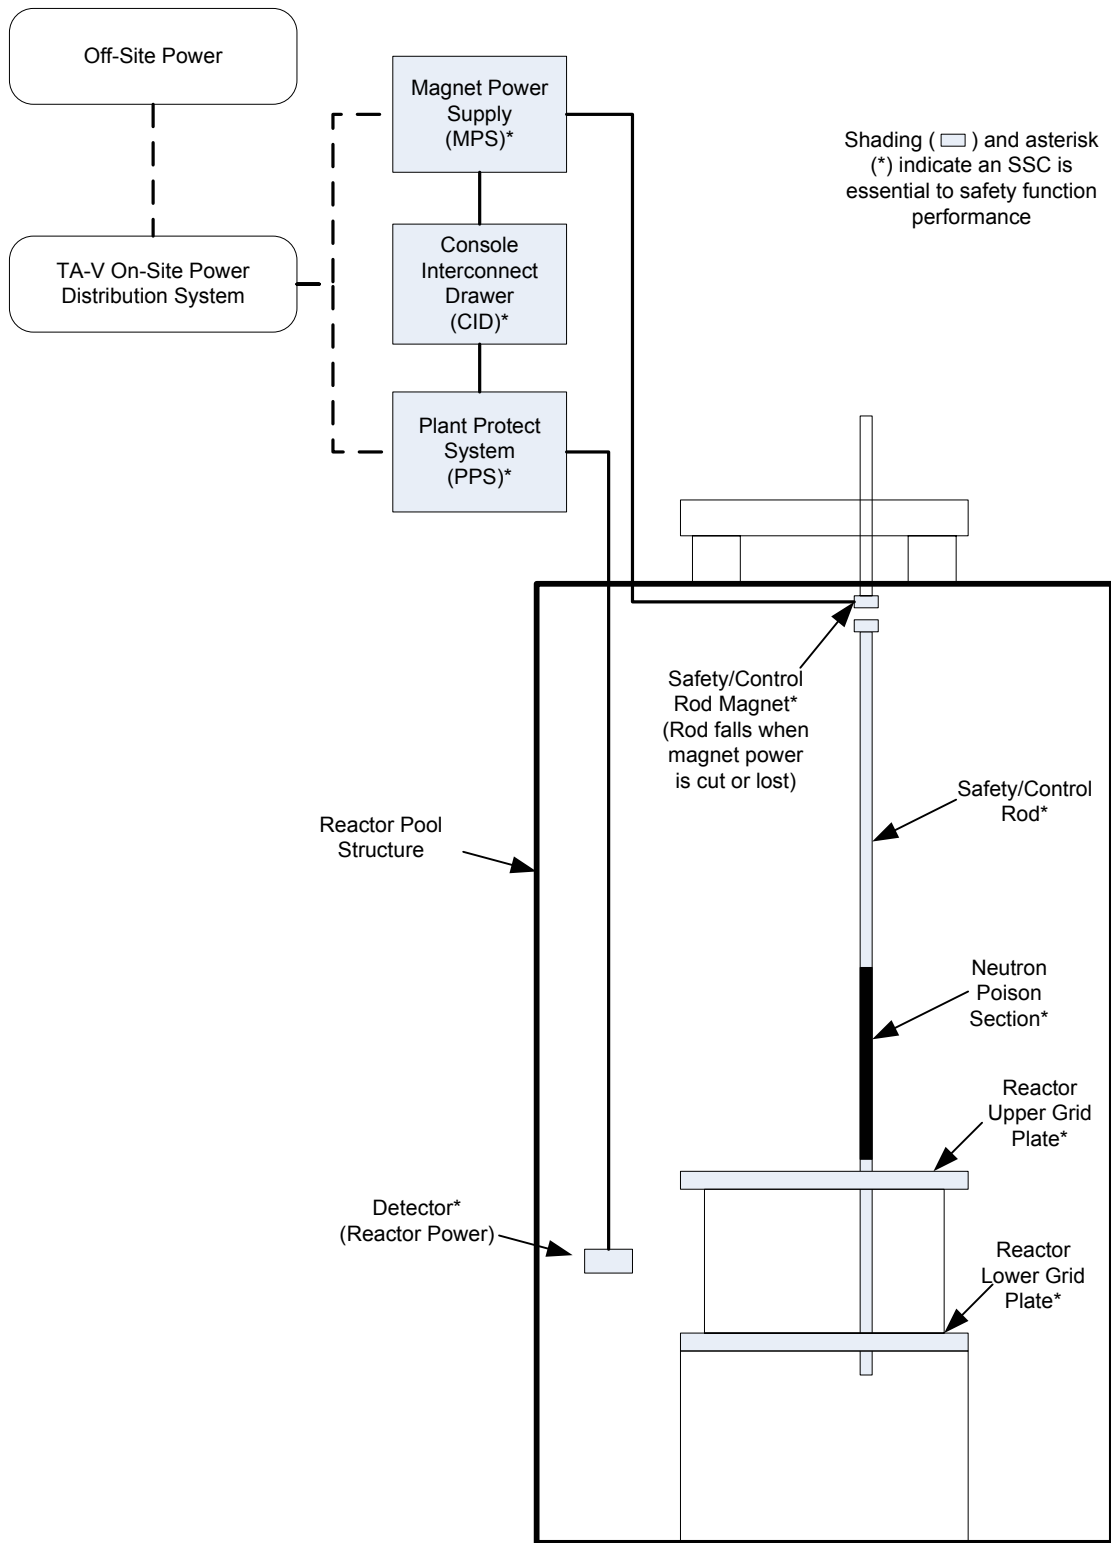 Off-Site Power
TA-V On-Site Power
Distribution System
Magnet Power
Supply
(MPS)*
Console
Interconnect
Drawer
(CID)*
Plant Protect
System
(PPS)*
Shading ( ) and asterisk
(*) indicate an SSC is
essential to safety function
performance
Safety/Control
Rod Magnet*
(Rod falls when
magnet power
is cut or lost)
Safety/Control
Rod*
Reactor Pool
Structure
Neutron
Poison
Section*
Reactor
Upper Grid
Plate*
Detector*
(Reactor Power)
Reactor
Lower Grid
Plate*